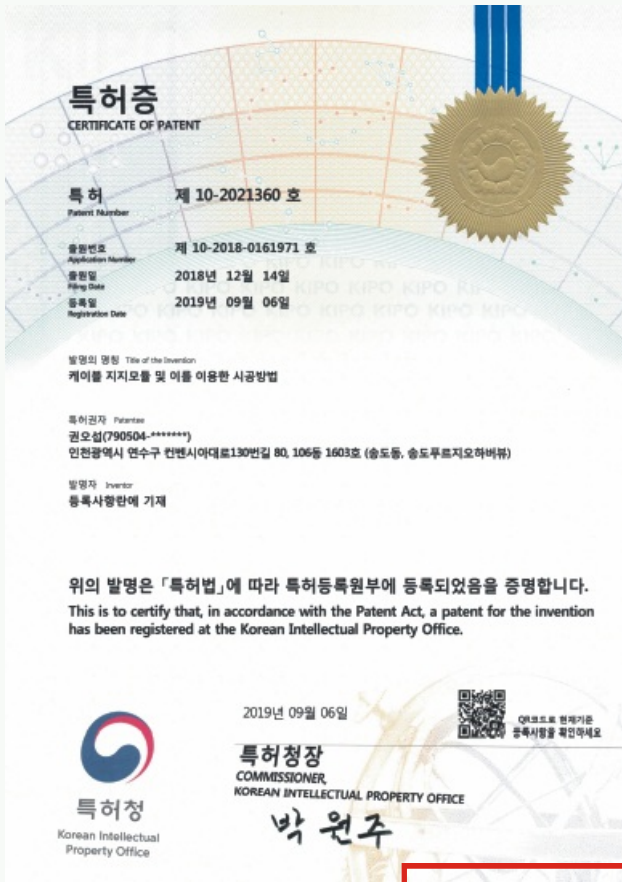 특허증
CERTIFICATE OF PATENT
특허 제 10-2021360 호
Patent Number
출원번호 제 10-2018-0161971 호
Application Number
출원일 2018년 12월 14일
Filing Date
등록일 2019년 09월 06일
Registration Date
발명의 명칭 Title of the Invention
케이블 지지모듈 및 이를 이용한 시공방법
특허권자 Patentee
권오섭(790504-*******)
인천광역시 연수구 컨벤시아대로130번길 80, 106동 1603호 (송도동, 송도푸르지오하버뷰)
발명자 Inventor
등록사항란에 기재
위의 발명은 「특허법」에 따라 특허등록원부에 등록되었음을 증명합니다.
This is to certify that, in accordance with the Patent Act, a patent for the invention
has been registered at the Korean Intellectual Property Office.
2019년 09월 06일
QR코드로 현재기준
등록사항을 확인하세요
특허청장
COMMISSIONER,
KOREAN INTELLECTUAL PROPERTY OFFICE
박원주
특허청
Korean Intellectual
Property Office